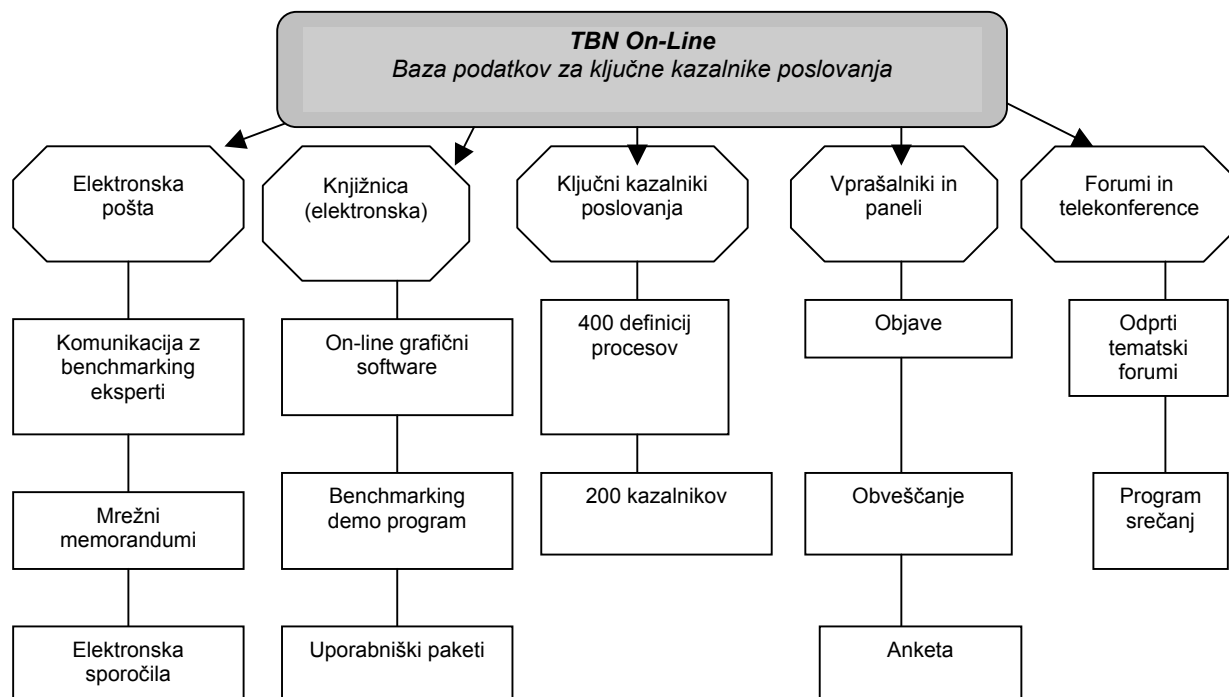 TBN On-Line
Baza podatkov za ključne kazalnike poslovanja
Elektronska
pošta
Knjižnica
(elektronska)
Ključni kazalniki
poslovanja
Vprašalniki in
paneli
Forumi in
telekonference
Komunikacija z
benchmarking
eksperti
On-line grafični
software
400 definicij
procesov
Objave
Odprti
tematski
forumi
Mrežni
memorandumi
Benchmarking
demo program
200 kazalnikov
Obveščanje
Program
srečanj
Elektronska
sporočila
Uporabniški paketi
Anketa